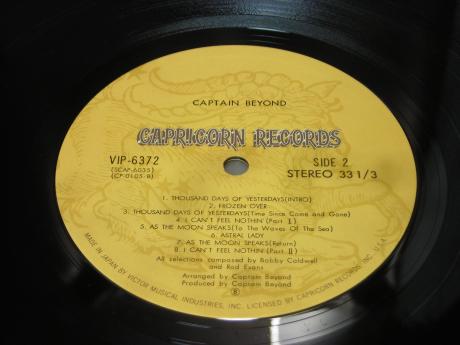 CAPTAIN BEYOND
CAPRICORN RECORDS
VIP-6372
(SCAP-6035)
(CP-0105-B)
SIDE 2
STEREO 33 1/3
1. THOUSAND DAYS OF YESTERDAYS(INTRO)
2. FROZEN OVER
3. THOUSAND DAYS OF YESTERDAYS(Time Since Come and Gone)
4. I CAN'T FEEL NOTHIN' (Part I)
5. AS THE MOON SPEAKS(To The Waves Of The Sea)
6. ASTRAL LADY
7. AS THE MOON SPEAKS(Return)
8. I CAN'T FEEL NOTHIN' (Part II)
All selections composed by Bobby Caldwell
and Rod Evans
Arranged by Captain Beyond
Produced by Captain Beyond
Ⓡ
MADE IN JAPAN BY VICTOR MUSICAL INDUSTRIES, INC. LICENSED BY CAPRICORN RECORDS INC. U.S.A.